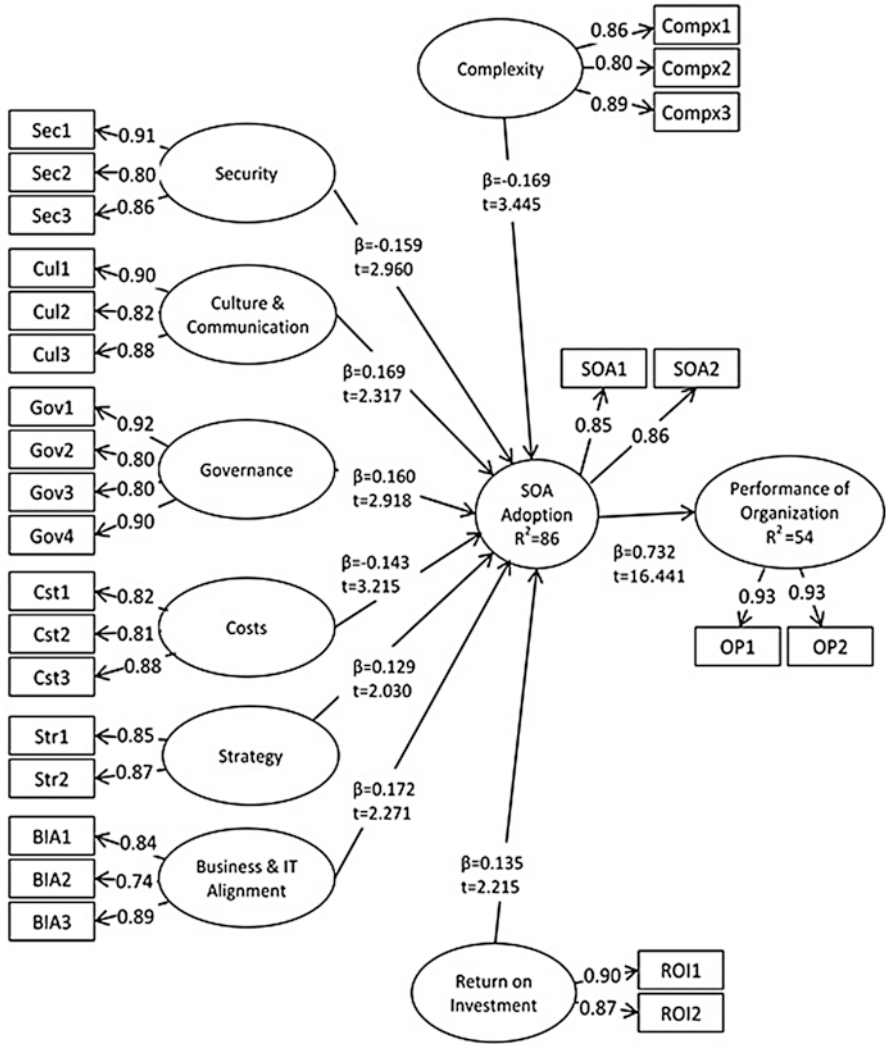 Complexity
0.86
Compx1
0.80
Compx2
0.89
Compx3
β=-0.169
t=3.445
Sec1
0.91
Sec2
0.80
Sec3
0.86
Security
β=-0.159
t=2.960
Cul1
0.90
Cul2
0.82
Cul3
0.88
Culture &
Communication
β=0.169
t=2.317
Gov1
0.92
Gov2
0.80
Gov3
0.80
Gov4
0.90
Governance
β=0.160
t=2.918
Cst1
0.82
Cst2
0.81
Cst3
0.88
Costs
β=-0.143
t=3.215
Str1
0.85
Str2
0.87
Strategy
β=0.129
t=2.030
BIA1
0.84
BIA2
0.74
BIA3
0.89
Business & IT
Alignment
β=0.172
t=2.271
Return on
Investment
0.90
ROI1
0.87
ROI2
β=0.135
t=2.215
SOA
Adoption
R²=86
SOA1
0.85
SOA2
0.86
β=0.732
t=16.441
Performance of
Organization
R²=54
0.93
0.93
OP1
OP2